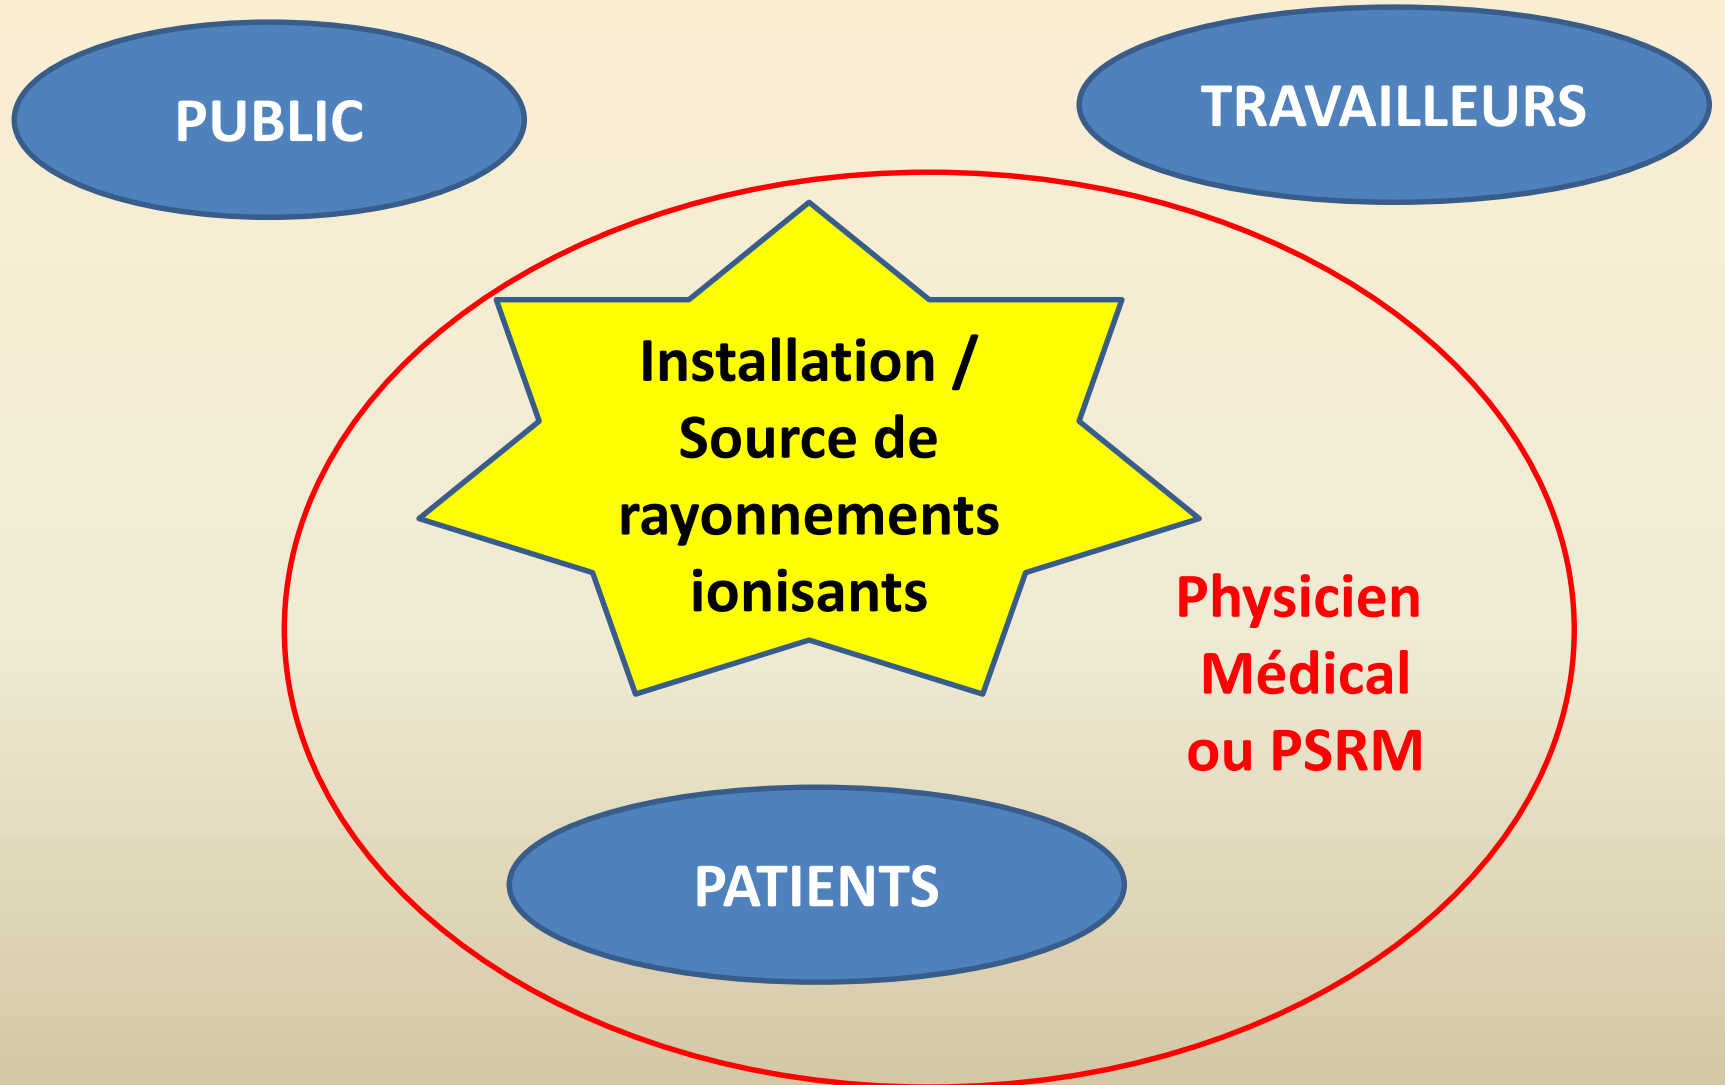 PUBLIC
TRAVAILLEURS
Installation /
Source de
rayonnements
ionisants
Physicien
Médical
ou PSRM
PATIENTS